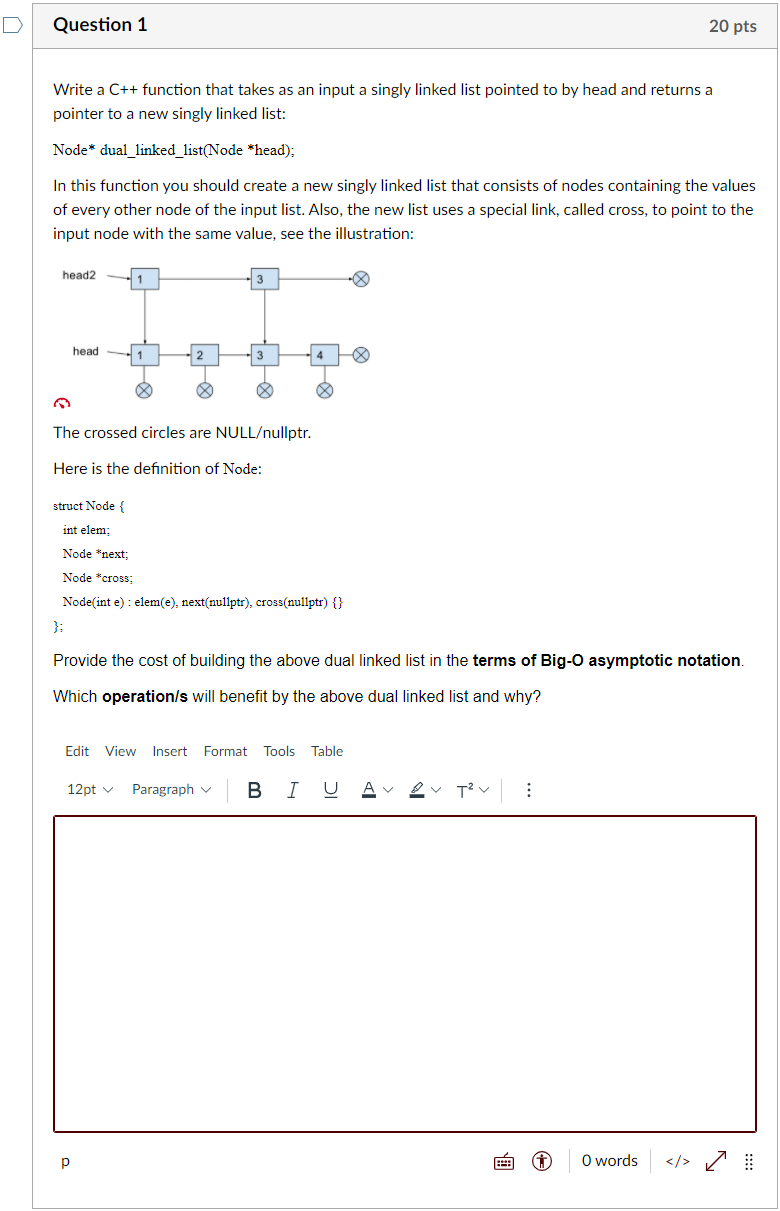 Question 1
20 pts
Write a C++ function that takes as an input a singly linked list pointed to by head and returns a
pointer to a new singly linked list:
Node* dual_linked_list(Node *head);
In this function you should create a new singly linked list that consists of nodes containing the values
of every other node of the input list. Also, the new list uses a special link, called cross, to point to the
input node with the same value, see the illustration:
head2 1 3
head 1 2 3 4
The crossed circles are NULL/nullptr.
Here is the definition of Node:
struct Node {
int elem;
Node *next;
Node *cross;
Node(int e) : elem(e), next(nullptr), cross(nullptr) {}
};
Provide the cost of building the above dual linked list in the terms of Big-O asymptotic notation.
Which operation/s will benefit by the above dual linked list and why?
Edit View Insert Format Tools Table
12pt Paragraph B I U A T²
p 0 words </>